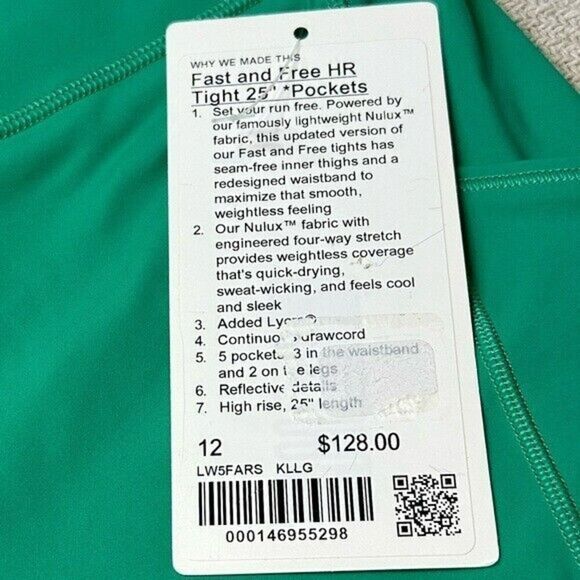 WHY WE MADE THIS
Fast and Free HR
Tight 25" *Pockets
1. Set your run free. Powered by
our famously lightweight Nulux™
fabric, this updated version of
our Fast and Free tights has
seam-free inner thighs and a
redesigned waistband to
maximize that smooth,
weightless feeling
2. Our Nulux™ fabric with
engineered four-way stretch
provides weightless coverage
that's quick-drying,
sweat-wicking, and feels cool
and sleek
3. Added Lycra®
4. Continuous drawcord
5. 5 pockets 3 in the waistband
and 2 on the legs
6. Reflective details
7. High rise, 25" length
12 $128.00
LW5FARS KLLG
000146955298